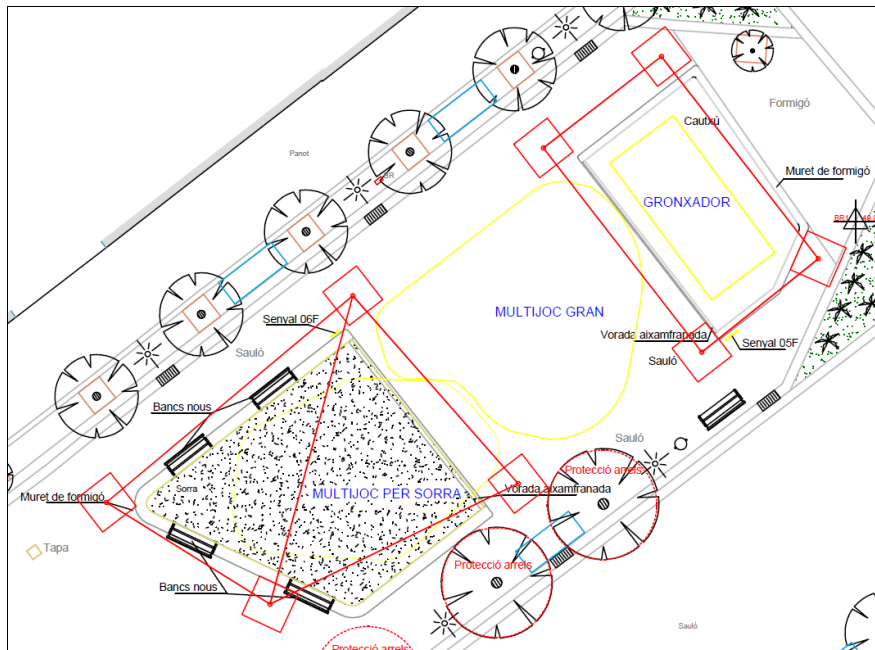 Formigó
Cautxú
Panot
BR
Muret de formigó
GRONXADOR
MULTIJOC GRAN
Senyal 06F
Vorada aixamfranada
Senyal 05F
Sauló
Sauló
Bancs nous
Sauló
Protecció arrels
Sorra
MULTIJOC PER SORRA
Muret de formigó
Vorada aixamfranada
Tapa
Protecció arrels
Bancs nous
Sauló
Protecció arrels